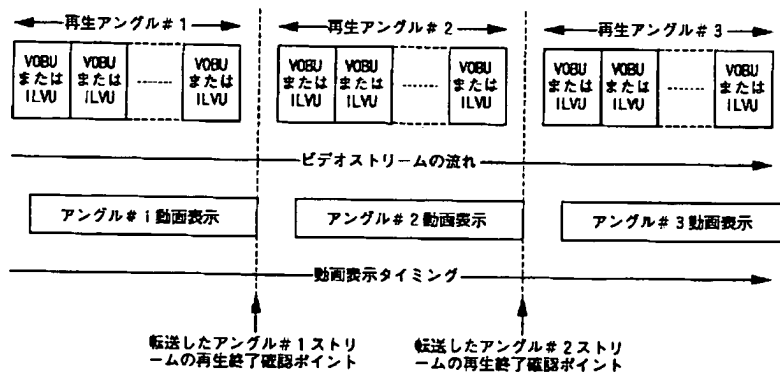 再生アングル＃1
再生アングル＃2
再生アングル＃3
VOBU
または
ILVU
VOBU
または
ILVU
VOBU
または
ILVU
VOBU
または
ILVU
VOBU
または
ILVU
VOBU
または
ILVU
VOBU
または
ILVU
VOBU
または
ILVU
VOBU
または
ILVU
ビデオストリームの流れ
アングル＃1動画表示
アングル＃2動画表示
アングル＃3動画表示
動画表示タイミング
転送したアングル＃1ストリ
ームの再生終了確認ポイント
転送したアングル＃2ストリ
ームの再生終了確認ポイント